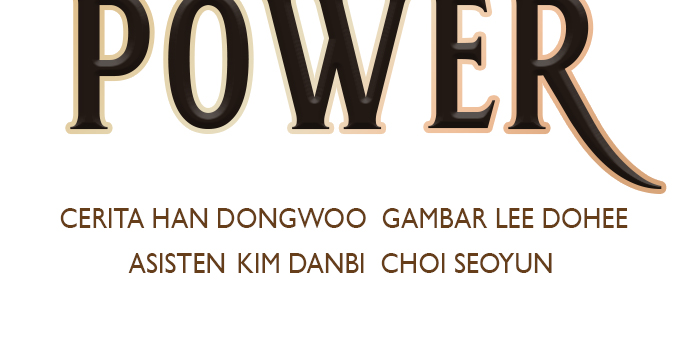 POWER
CERITA HAN DONGWOO GAMBAR LEE DOHEE
ASISTEN KIM DANBI CHOI SEOYUN